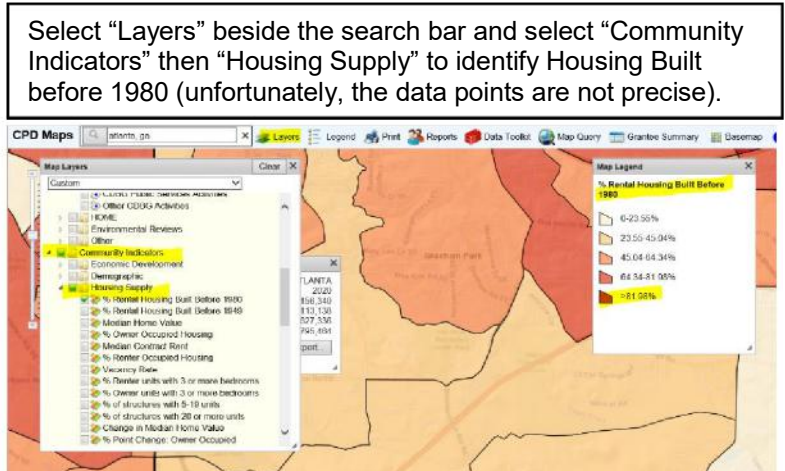 Select “Layers” beside the search bar and select “Community
Indicators” then “Housing Supply” to identify Housing Built
before 1980 (unfortunately, the data points are not precise).
CPD Maps atlanta, ga × Layers Legend Print Reports Data Toolkit Map Query Grantee Summary Basemap
Map Layers Clear X
Custom
CDBG Public Services Activities
Other CDBG Activities
HOME
Environmental Reviews
Other
Community Indicators
Economic Development
Demographic
Housing Supply
% Rental Housing Built Before 1980
% Rental Housing Built Before 1949
Median Home Value
% Owner Occupied Housing
Median Contract Rent
% Renter Occupied Housing
Vacancy Rate
% Renter units with 3 or more bedrooms
% Owner units with 3 or more bedrooms
% of structures with 5-19 units
% of structures with 20 or more units
Change in Median Home Value
% Point Change: Owner Occupied
×
TLANTA
2020
port...
Map Legend ×
% Rental Housing Built Before
1980
0-23.55%
23.55-45.04%
45.04-64.34%
64.34-81.98%
>81.98%